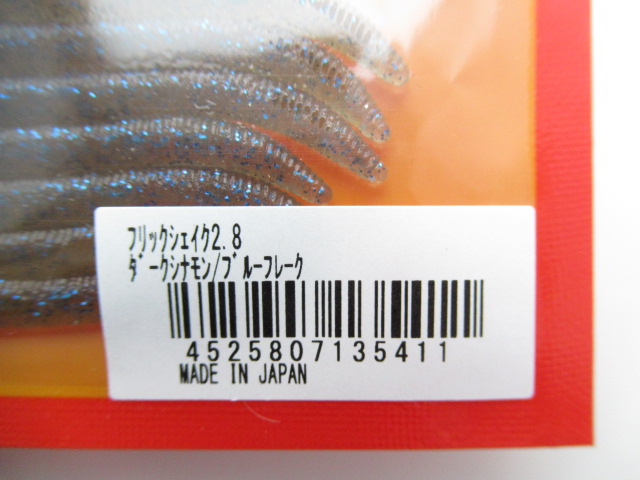 ﾌﾘｯｸｼｪｲｸ2.8
ﾀﾞｰｸｼﾅﾓﾝ/ﾌﾞﾙｰﾌﾚｰｸ
4525807135411
MADE IN JAPAN